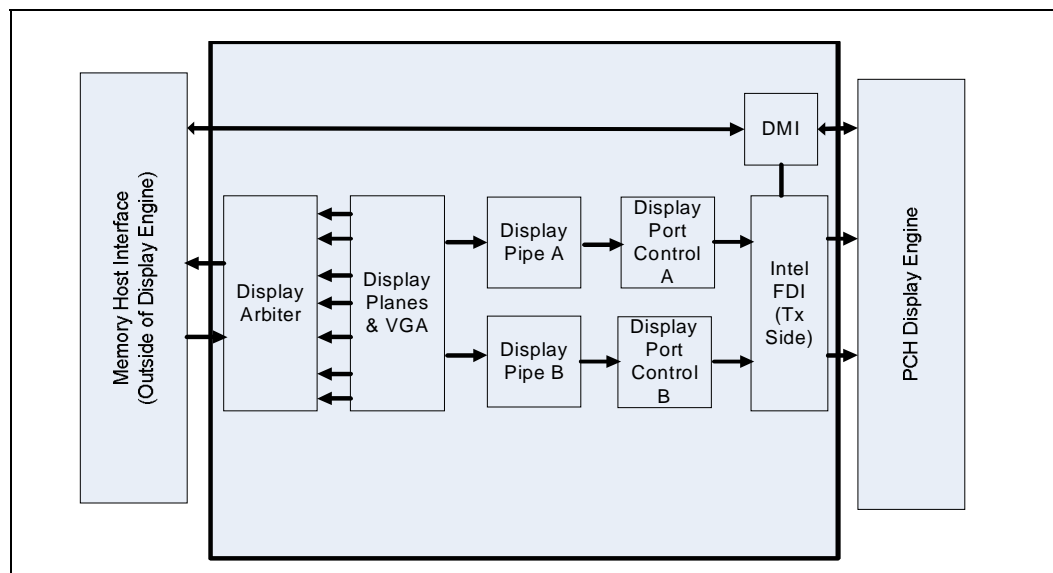 Memory Host Interface
(Outside of Display Engine)
Display
Arbiter
Display
Planes
& VGA
Display
Pipe A
Display
Port
Control
A
Display
Pipe B
Display
Port
Control
B
DMI
Intel
FDI
(Tx
Side)
PCH Display Engine